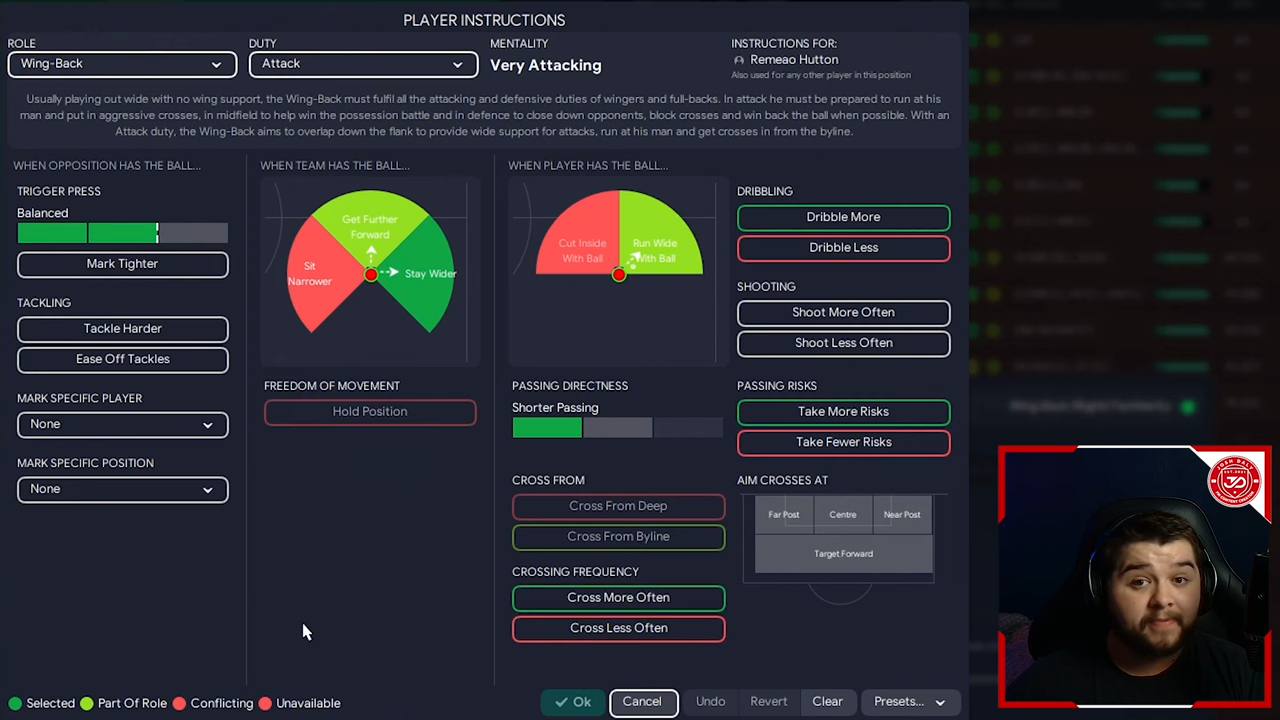 PLAYER INSTRUCTIONS
ROLE
Wing-Back
DUTY
Attack
MENTALITY
Very Attacking
INSTRUCTIONS FOR:
Remeao Hutton
Also used for any other player in this position
Usually playing out wide with no wing support, the Wing-Back must fulfil all the attacking and defensive duties of wingers and full-backs. In attack he must be prepared to run at his
man and put in aggressive crosses, in midfield to help win the possession battle and in defence to close down opponents, block crosses and win back the ball when possible. With an
Attack duty, the Wing-Back aims to overlap down the flank to provide wide support for attacks, run at his man and get crosses in from the byline.
WHEN OPPOSITION HAS THE BALL...
TRIGGER PRESS
Balanced
Mark Tighter
TACKLING
Tackle Harder
Ease Off Tackles
MARK SPECIFIC PLAYER
None
MARK SPECIFIC POSITION
None
WHEN TEAM HAS THE BALL...
Get Further
Forward
Sit
Narrower
Stay Wider
FREEDOM OF MOVEMENT
Hold Position
WHEN PLAYER HAS THE BALL...
Cut Inside
With Ball
Run Wide
With Ball
PASSING DIRECTNESS
Shorter Passing
CROSS FROM
Cross From Deep
Cross From Byline
CROSSING FREQUENCY
Cross More Often
Cross Less Often
DRIBBLING
Dribble More
Dribble Less
SHOOTING
Shoot More Often
Shoot Less Often
PASSING RISKS
Take More Risks
Take Fewer Risks
AIM CROSSES AT
Far Post
Centre
Near Post
Target Forward
Selected
Part Of Role
Conflicting
Unavailable
Ok
Cancel
Undo
Revert
Clear
Presets...
Wing-Back (Right) Familiarity
JOSH DALY
JD